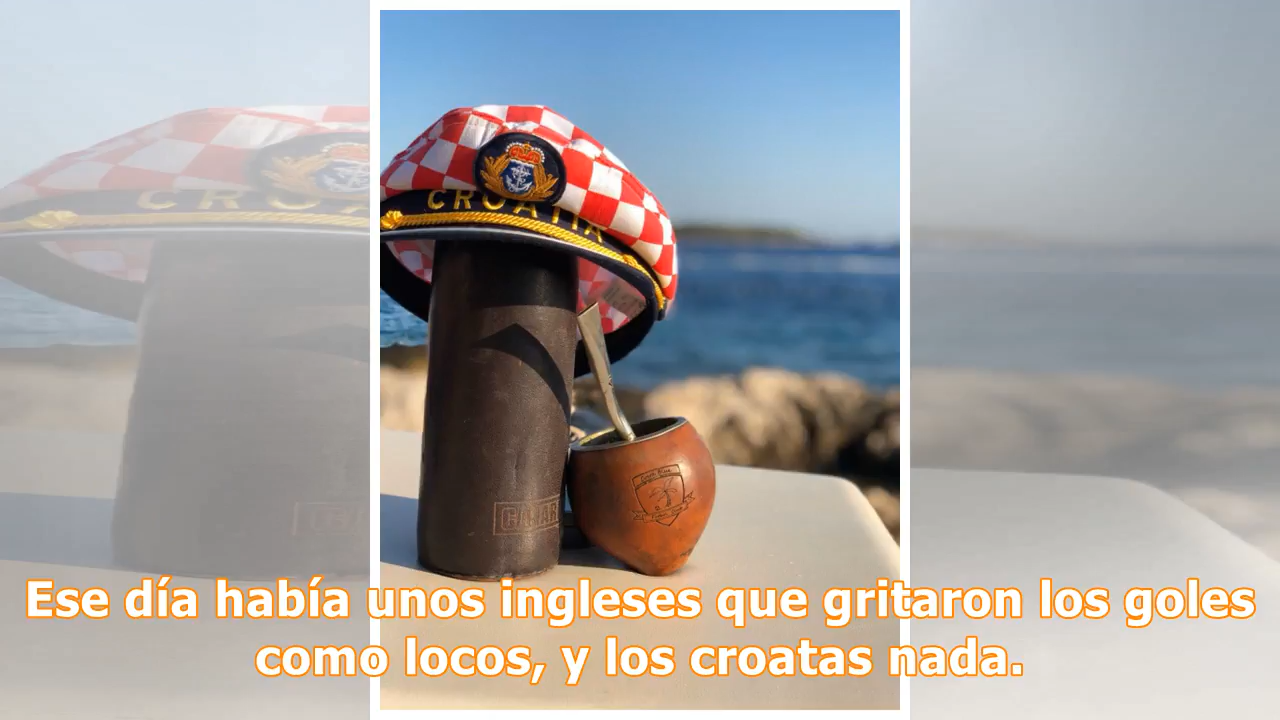 CROATIA
Ese día había unos ingleses que gritaron los goles
como locos, y los croatas nada.